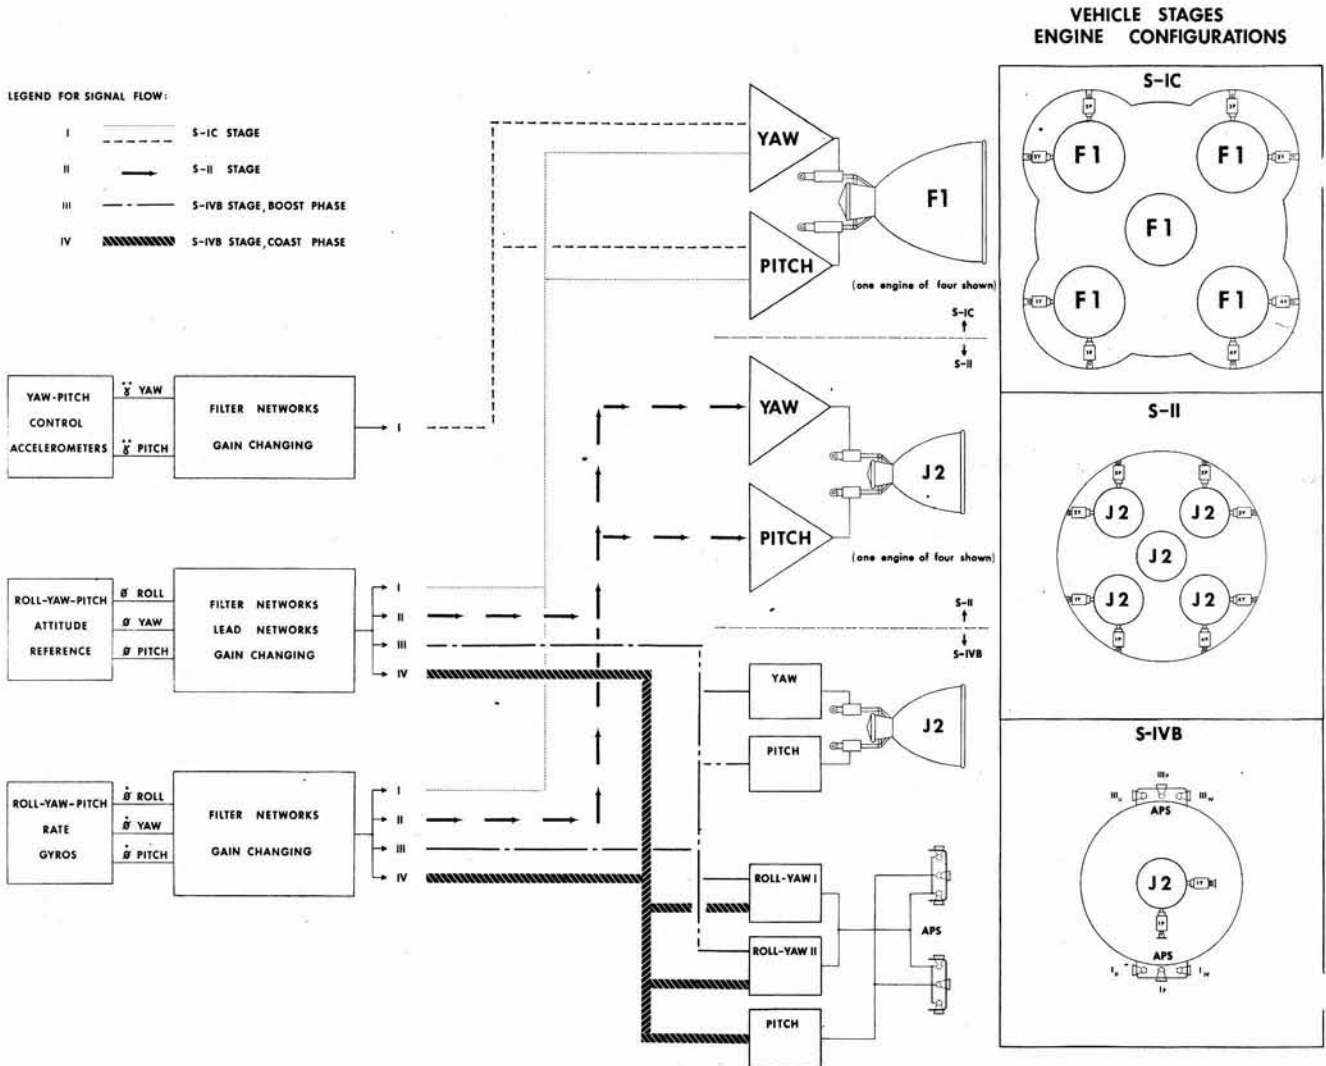 VEHICLE STAGES
ENGINE CONFIGURATIONS
LEGEND FOR SIGNAL FLOW:
I S-IC STAGE
II S-II STAGE
III S-IVB STAGE, BOOST PHASE
IV S-IVB STAGE, COAST PHASE
YAW-PITCH
CONTROL
ACCELEROMETERS
YAW
PITCH
FILTER NETWORKS
GAIN CHANGING
I
ROLL-YAW-PITCH
ATTITUDE
REFERENCE
Ø ROLL
Ø YAW
Ø PITCH
FILTER NETWORKS
LEAD NETWORKS
GAIN CHANGING
I
II
III
IV
ROLL-YAW-PITCH
RATE
GYROS
ROLL
YAW
PITCH
FILTER NETWORKS
GAIN CHANGING
I
II
III
IV
YAW
PITCH
F1
(one engine of four shown)
S-IC
S-II
YAW
PITCH
J2
(one engine of four shown)
S-II
S-IVB
YAW
PITCH
J2
ROLL-YAW I
ROLL-YAW II
PITCH
APS
S-IC
F1
F1
F1
F1
F1
S-II
J2
J2
J2
J2
J2
S-IVB
APS
J2
APS